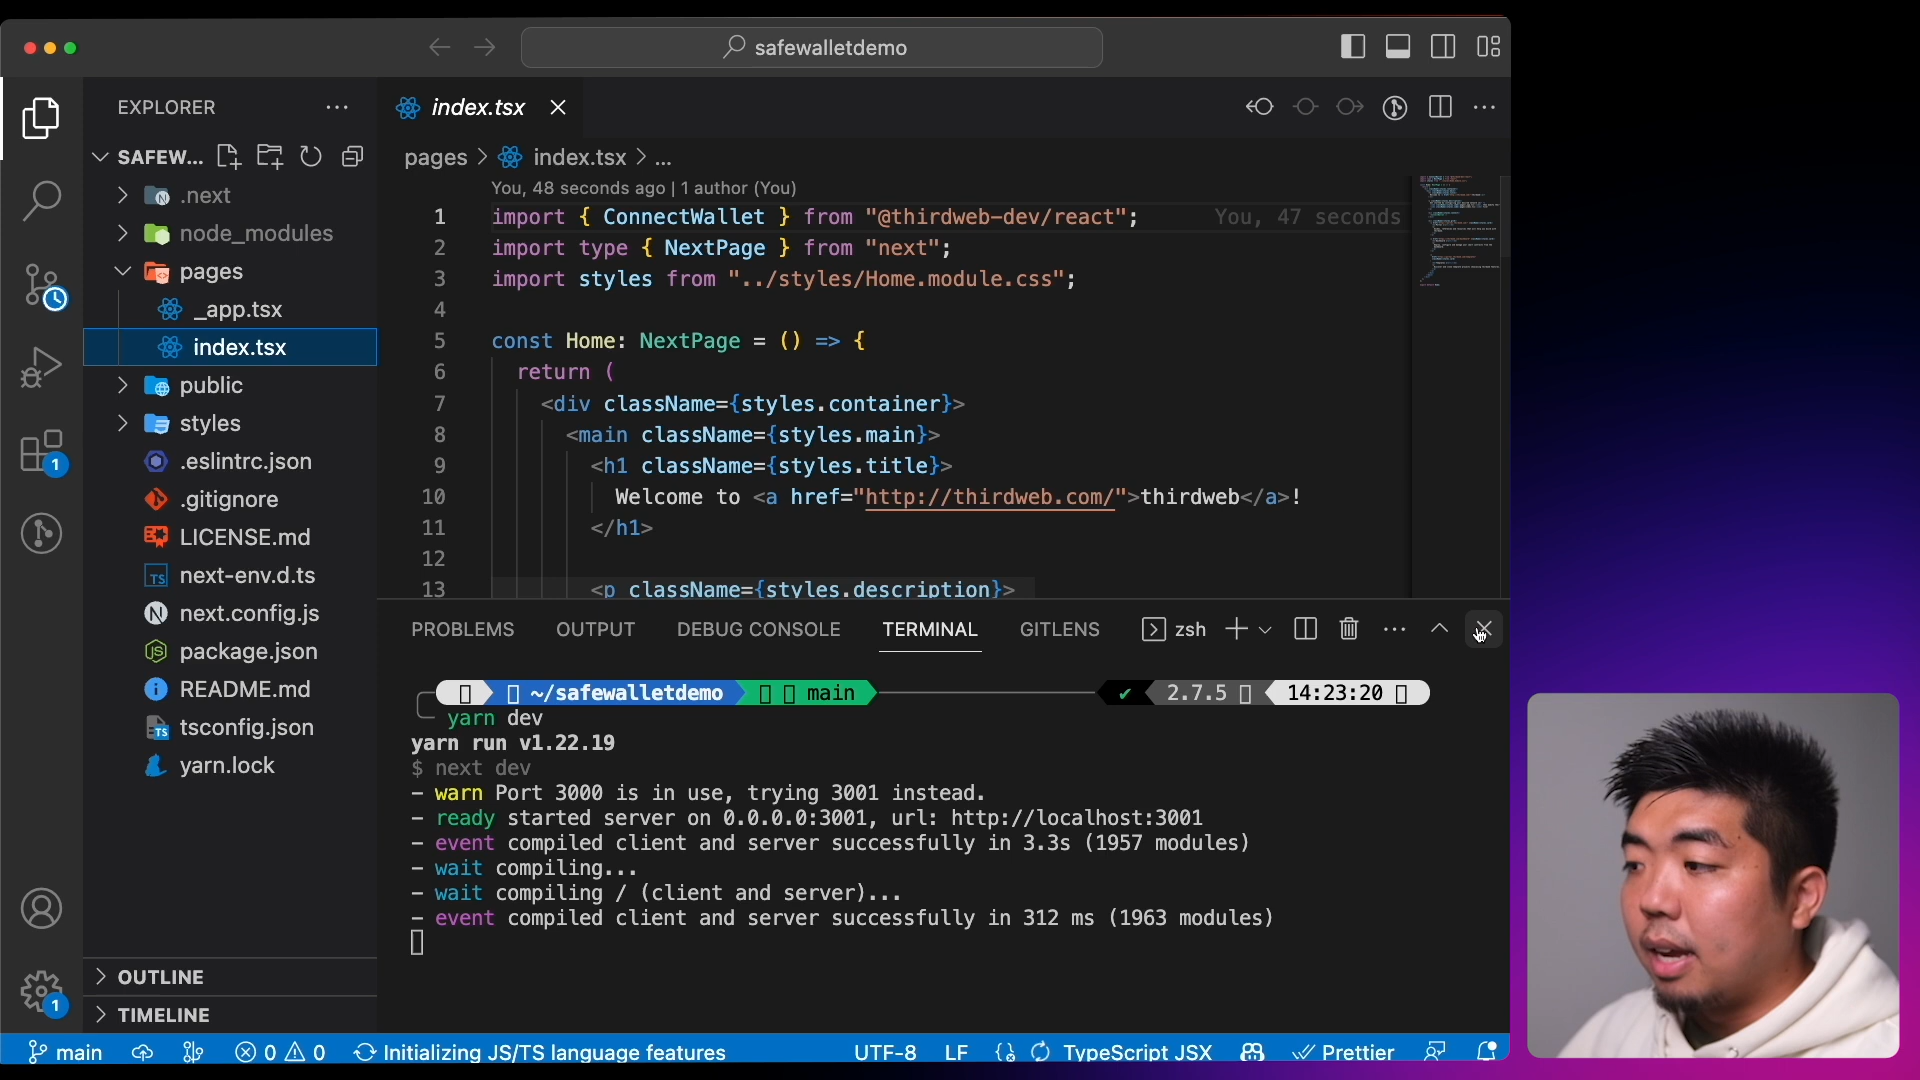 safewalletdemo
EXPLORER
SAFEW...
.next
node_modules
pages
_app.tsx
index.tsx
public
styles
.eslintrc.json
.gitignore
LICENSE.md
next-env.d.ts
next.config.js
package.json
README.md
tsconfig.json
yarn.lock
OUTLINE
TIMELINE
1
1
index.tsx
pages > index.tsx > ...
You, 48 seconds ago | 1 author (You)
1 import { ConnectWallet } from "@thirdweb-dev/react"; You, 47 seconds
2 import type { NextPage } from "next";
3 import styles from "../styles/Home.module.css";
4
5 const Home: NextPage = () => {
6 return (
7 <div className={styles.container}>
8 <main className={styles.main}>
9 <h1 className={styles.title}>
10 Welcome to <a href="http://thirdweb.com/">thirdweb</a>!
11 </h1>
12
13 <p className={styles.description}>
PROBLEMS OUTPUT DEBUG CONSOLE TERMINAL GITLENS zsh
~/safewalletdemo main ✔ 2.7.5 14:23:20
yarn dev
yarn run v1.22.19
$ next dev
- warn Port 3000 is in use, trying 3001 instead.
- ready started server on 0.0.0.0:3001, url: http://localhost:3001
- event compiled client and server successfully in 3.3s (1957 modules)
- wait compiling...
- wait compiling / (client and server)...
- event compiled client and server successfully in 312 ms (1963 modules)
main 0 0 Initializing JS/TS language features UTF-8 LF TypeScript JSX Prettier